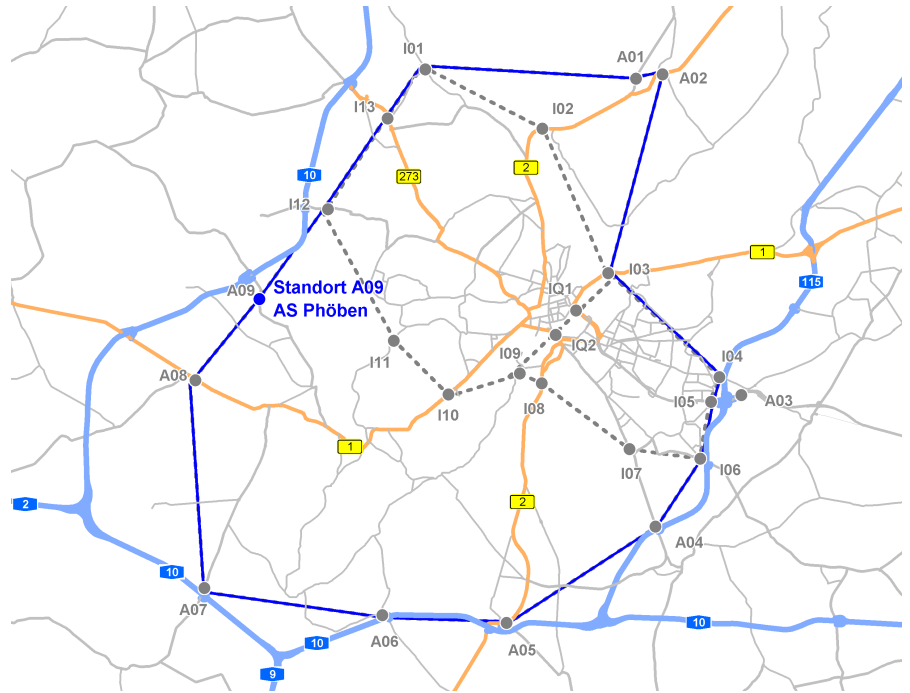 I01
A01
A02
I13
I02
10
273
2
I12
1
I03
A09
Standort A09
AS Phöben
IQ1
115
IQ2
I11
I09
I04
A08
I10
I08
I05
A03
1
I07
I06
2
2
A04
10
A07
10
A06
A05
10
9